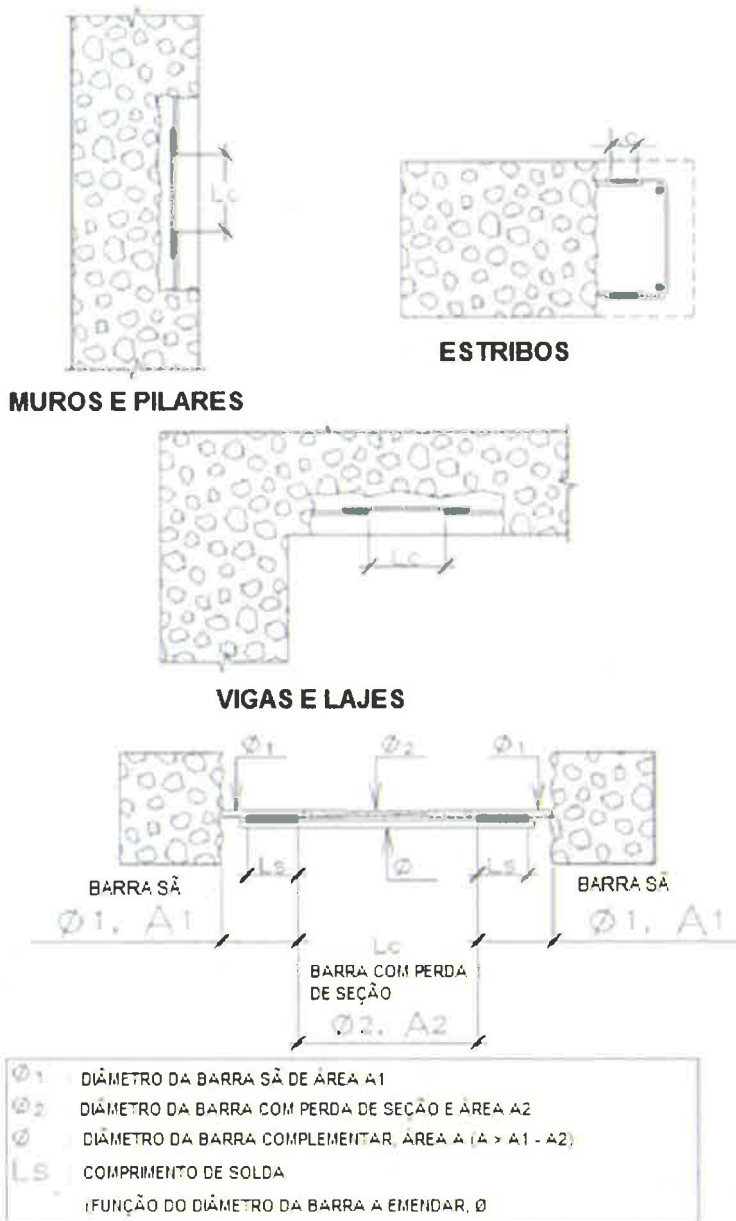 Lc
Lc
ESTRIBOS
MUROS E PILARES
Lc
VIGAS E LAJES
Ø1 Ø2 Ø1
Ls Ø Ls
BARRA SÃ BARRA SÃ
Ø1. A1 Lc Ø1. A1
BARRA COM PERDA
DE SEÇÃO
Ø2. A2
Ø1 DIÂMETRO DA BARRA SÃ DE ÁREA A1
Ø2 DIÂMETRO DA BARRA COM PERDA DE SEÇÃO E ÁREA A2
Ø DIÂMETRO DA BARRA COMPLEMENTAR, ÁREA A (A > A1 - A2)
LS COMPRIMENTO DE SOLDA
(FUNÇÃO DO DIÂMETRO DA BARRA A EMENDAR, Ø